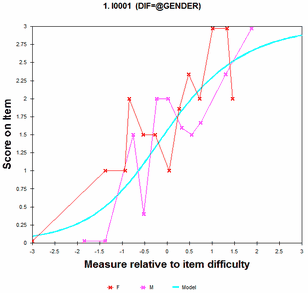 1. I0001 (DIF=@GENDER)
Score on Item
3
2.75
2.5
2.25
2
1.75
1.5
1.25
1
0.75
0.5
0.25
0
-3 -2.5 -2 -1.5 -1 -0.5 0 0.5 1 1.5 2 2.5 3
Measure relative to item difficulty
F M Model